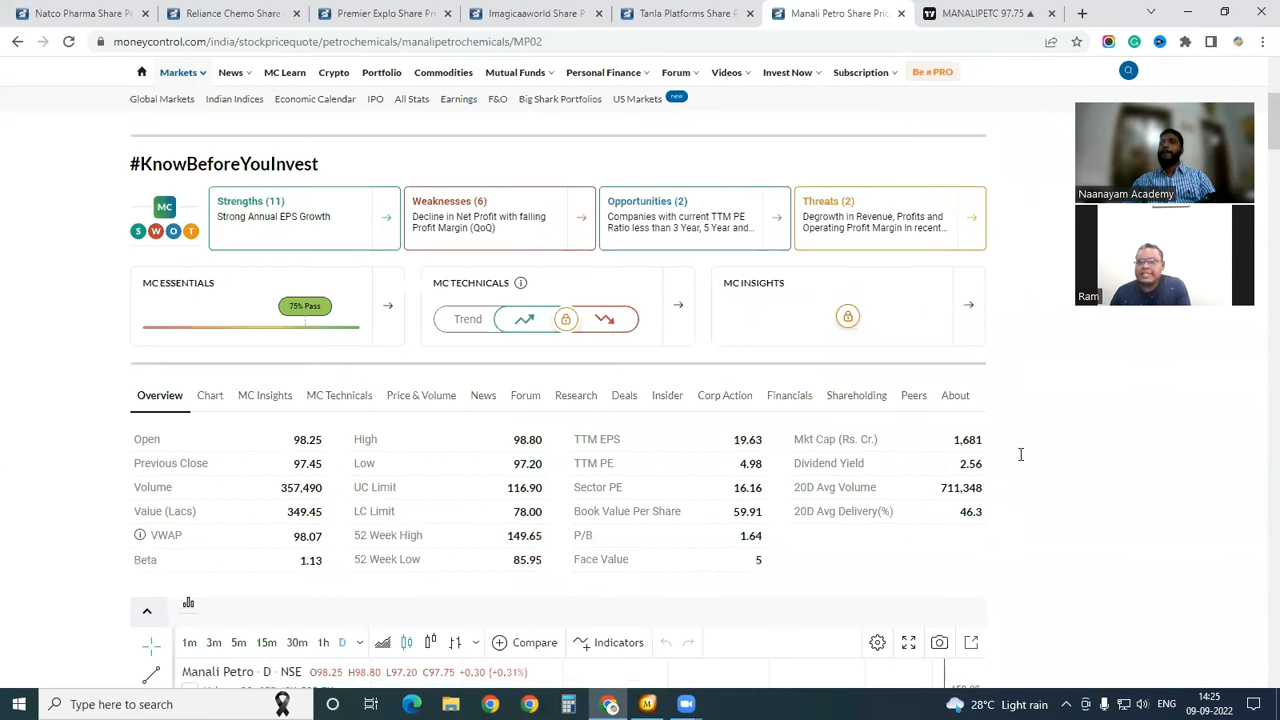 Natco Pharma Share Pe
Reliance Chemo Share
Premier Explo Share Pric
Imagicaaworld Share P
Tanla Platforms Share P
Manali Petro Share Pric
MANALIPETC 97.75 ▲
moneycontrol.com/india/stockpricequote/petrochemicals/manalipetrochemicals/MP02
Markets News MC Learn Crypto Portfolio Commodities Mutual Funds Personal Finance Forum Videos Invest Now Subscription Be a PRO
Global Markets Indian Indices Economic Calendar IPO All Stats Earnings F&O Big Shark Portfolios US Markets new
#KnowBeforeYouInvest
MC
S W O T
Strengths (11)
Strong Annual EPS Growth
Weaknesses (6)
Decline in Net Profit with falling
Profit Margin (QoQ)
Opportunities (2)
Companies with current TTM PE
Ratio less than 3 Year, 5 Year and...
Threats (2)
Degrowth in Revenue, Profits and
Operating Profit Margin in recent...
Naanayam Academy
Ram
MC ESSENTIALS
75% Pass
MC TECHNICALS
Trend
MC INSIGHTS
Overview Chart MC Insights MC Technicals Price & Volume News Forum Research Deals Insider Corp Action Financials Shareholding Peers About
Open 98.25 High 98.80 TTM EPS 19.63 Mkt Cap (Rs. Cr.) 1,681
Previous Close 97.45 Low 97.20 TTM PE 4.98 Dividend Yield 2.56
Volume 357,490 UC Limit 116.90 Sector PE 16.16 20D Avg Volume 711,348
Value (Lacs) 349.45 LC Limit 78.00 Book Value Per Share 59.91 20D Avg Delivery(%) 46.3
VWAP 98.07 52 Week High 149.65 P/B 1.64
Beta 1.13 52 Week Low 85.95 Face Value 5
1m 3m 5m 15m 30m 1h D Compare Indicators
Manali Petro · D · NSE O98.25 H98.80 L97.20 C97.75 +0.30 (+0.31%)
Type here to search
28°C Light rain
ENG
14:25
09-09-2022